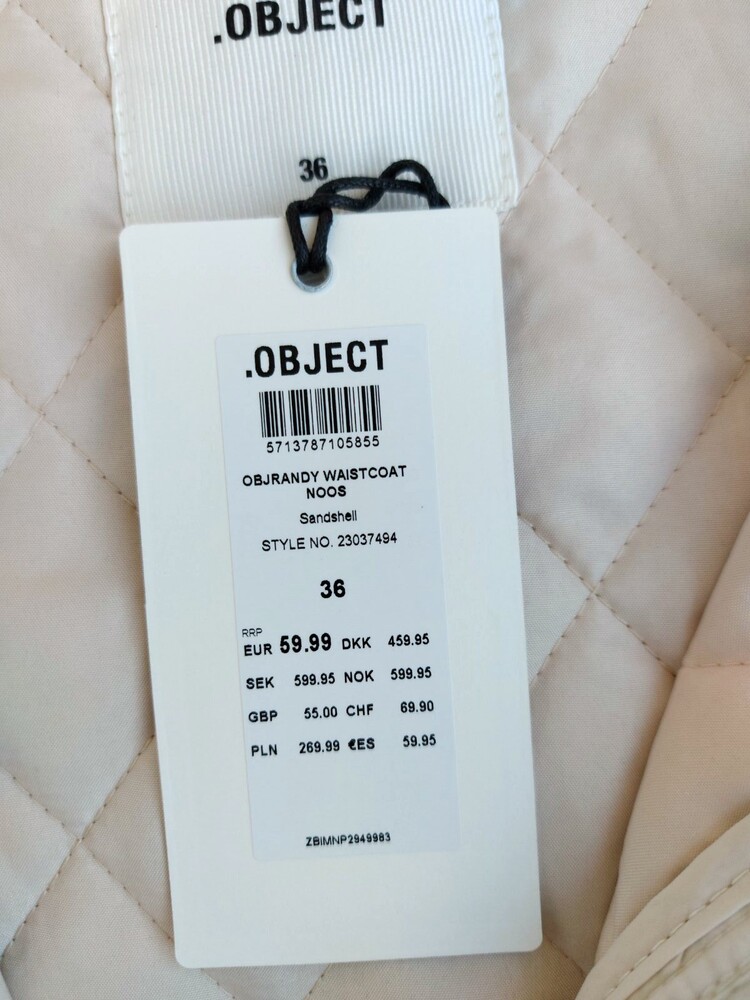 .OBJECT
36
.OBJECT
5713787105855
OBJRANDY WAISTCOAT
NOOS
Sandshell
STYLE NO. 23037494
36
RRP
EUR 59.99 DKK 459.95
SEK 599.95 NOK 599.95
GBP 55.00 CHF 69.90
PLN 269.99 €ES 59.95
ZBIMNP2949983